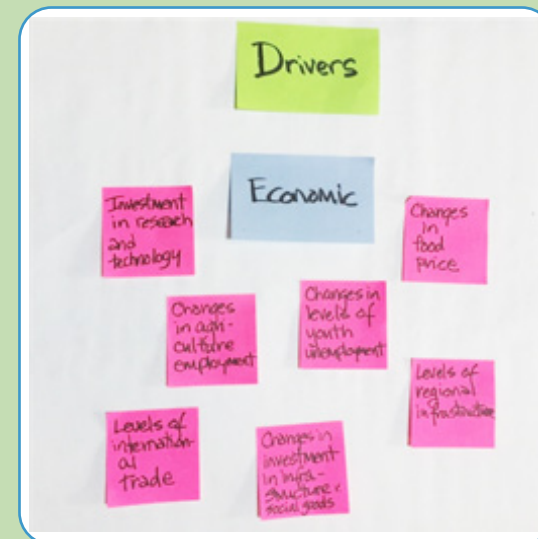 Drivers
Economic
Investment
in research
and
technology
Changes
in
food
price
Changes
in agri-
culture
employment
Changes in
levels of
youth
unemployment
Levels of
regional
infrastructure
Levels of
internation-
al
trade
Changes in
investment
in infra-
structure +
social goods